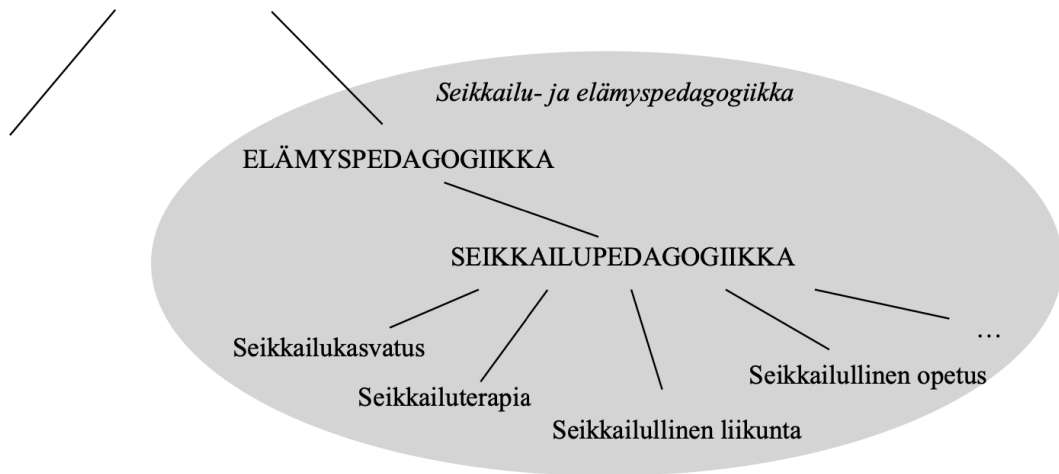 Seikkailu- ja elämyspedagogiikka
ELÄMYSPEDAGOGIIKKA
SEIKKAILUPEDAGOGIIKKA
Seikkailukasvatus
...
Seikkailuterapia
Seikkailullinen opetus
Seikkailullinen liikunta